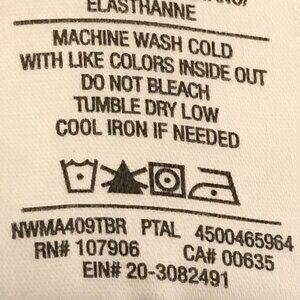 ELASTHANNE
MACHINE WASH COLD
WITH LIKE COLORS INSIDE OUT
DO NOT BLEACH
TUMBLE DRY LOW
COOL IRON IF NEEDED
NWMA409TBR PTAL 4500465964
RN# 107906 CA# 00635
EIN# 20-3082491